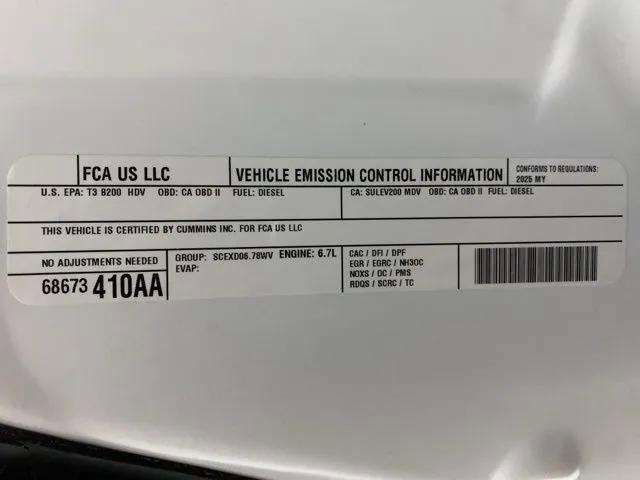 FCA US LLC
VEHICLE EMISSION CONTROL INFORMATION
CONFORMS TO REGULATIONS:
2025 MY
U.S. EPA: T3 B200 HDV OBD: CA OBD II FUEL: DIESEL
CA: SULEV200 MDV OBD: CA OBD II FUEL: DIESEL
THIS VEHICLE IS CERTIFIED BY CUMMINS INC. FOR FCA US LLC
NO ADJUSTMENTS NEEDED
68673 410AA
GROUP: SCEXD06.78WV ENGINE: 6.7L
EVAP:
CAC / DFI / DPF
EGR / EGRC / NH3OC
NOXS / OC / PMS
RDQS / SCRC / TC